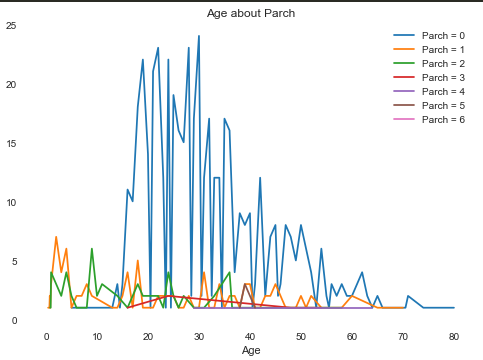 Age about Parch
25
20
15
10
5
0
Parch = 0
Parch = 1
Parch = 2
Parch = 3
Parch = 4
Parch = 5
Parch = 6
0 10 20 30 40 50 60 70 80
Age